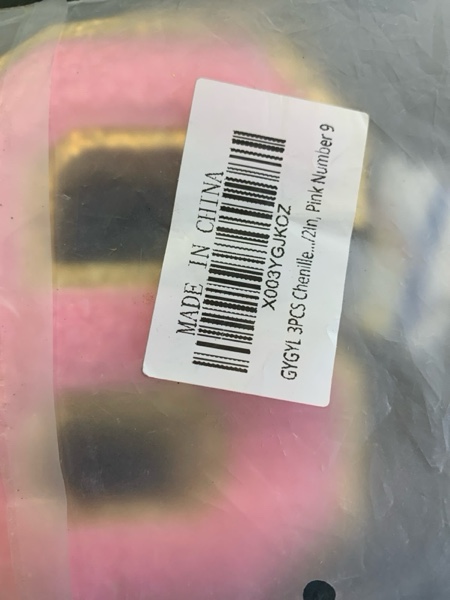 MADE IN CHINA
X003YGJKOZ
GYGYL 3PCS Chenille.../2In, Pink Number 9